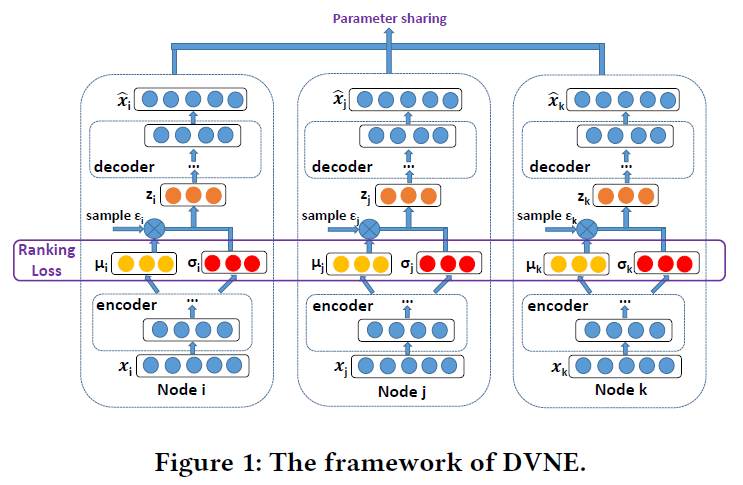 Parameter sharing
x̂i x̂j x̂k
decoder decoder decoder
... ... ...
zi zj zk
sample εi sample εj sample εk
Ranking
Loss
μi σi μj σj μk σk
... ... ...
encoder encoder encoder
xi xj xk
Node i Node j Node k
Figure 1: The framework of DVNE.